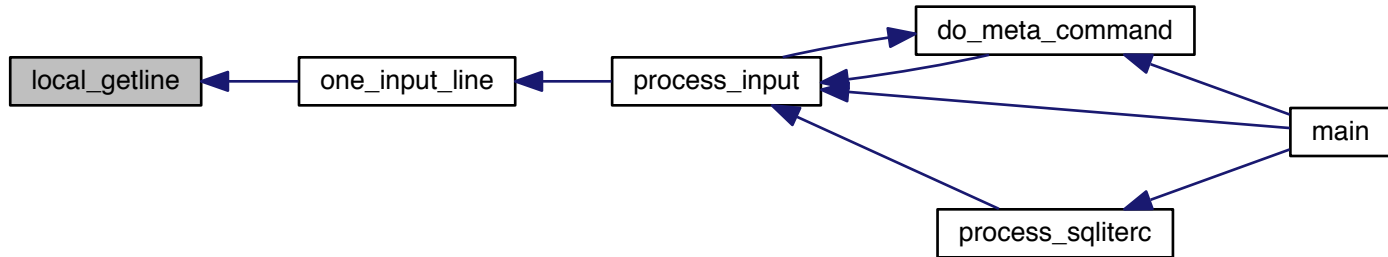 do_meta_command
local_getline
one_input_line
process_input
main
process_sqliterc